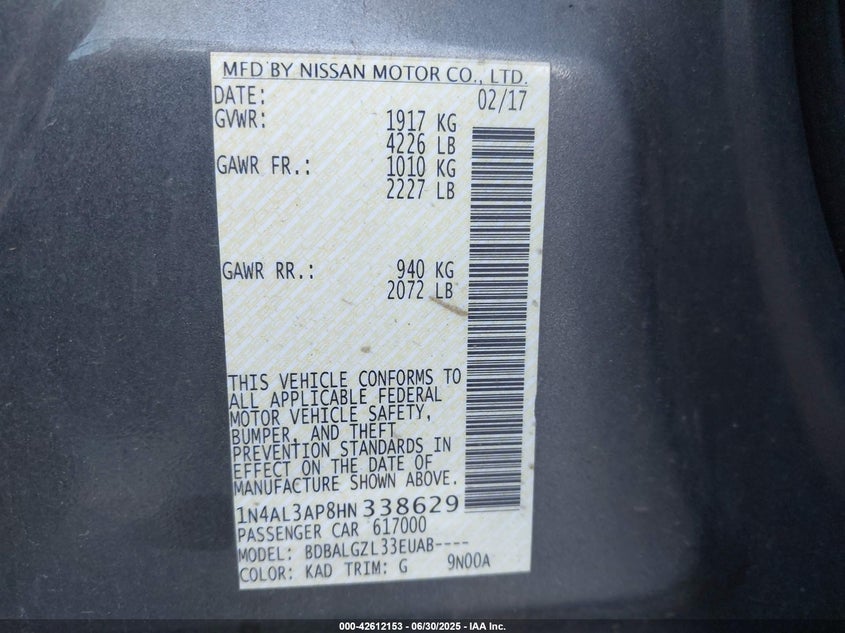 MFD BY NISSAN MOTOR CO., LTD.
DATE: 02/17
GVWR: 1917 KG
4226 LB
GAWR FR.: 1010 KG
2227 LB
GAWR RR.: 940 KG
2072 LB
THIS VEHICLE CONFORMS TO
ALL APPLICABLE FEDERAL
MOTOR VEHICLE SAFETY,
BUMPER, AND THEFT
PREVENTION STANDARDS IN
EFFECT ON THE DATE OF
MANUFACTURE SHOWN ABOVE.
1N4AL3AP8HN 338629
PASSENGER CAR 617000
MODEL: BDBALGZL33EUAB----
COLOR: KAD TRIM: G 9N00A
000-42612153 - 06/30/2025 - IAA Inc.